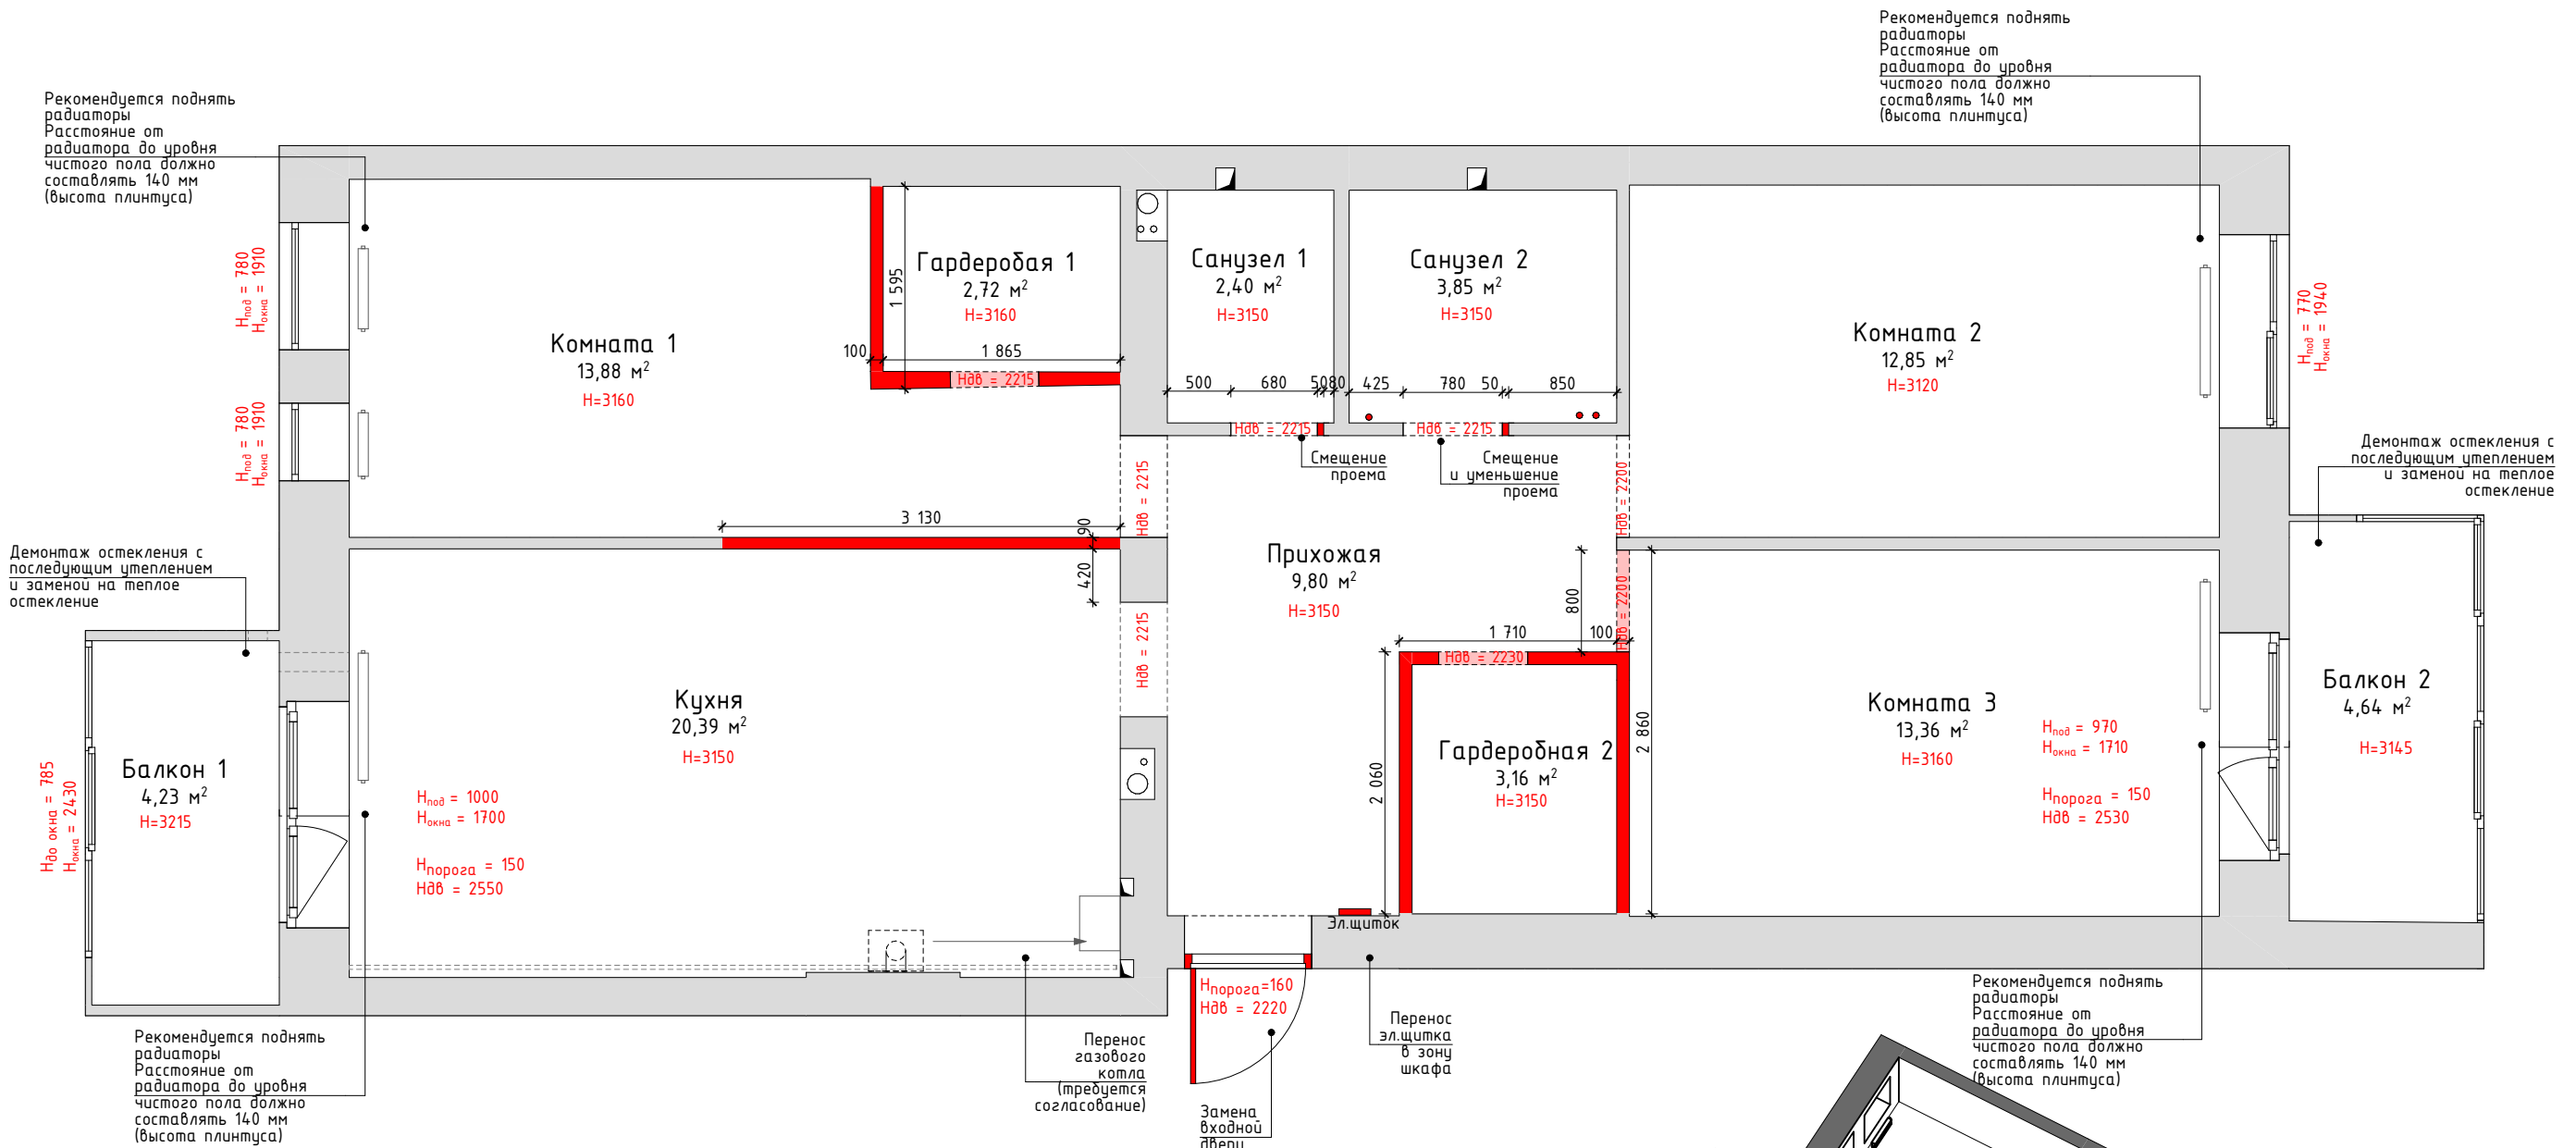 Рекомендуется поднять
радиаторы
Расстояние от
радиатора до уровня
чистого пола должно
составлять 140 мм
(высота плинтуса)
Рекомендуется поднять
радиаторы
Расстояние от
радиатора до уровня
чистого пола должно
составлять 140 мм
(высота плинтуса)
Hпод = 780
Hокна = 1910
Hпод = 780
Hокна = 1910
Комната 1
13,88 м²
H=3160
Гардеробая 1
2,72 м²
H=3160
1 595
100
1 865
Hдв = 2215
Санузел 1
2,40 м²
H=3150
500
680
50
80
Hдв = 2215
Смещение
проема
Санузел 2
3,85 м²
H=3150
425
780
50
850
Hдв = 2215
Смещение
и уменьшение
проема
Комната 2
12,85 м²
H=3120
Hпод = 770
Hокна = 1940
Демонтаж остекления с
последующим утеплением
и заменой на теплое
остекление
Демонтаж остекления с
последующим утеплением
и заменой на теплое
остекление
3 130
90
420
Hдв = 2215
Hдв = 2215
Hдв = 2200
Hдв = 2200
Прихожая
9,80 м²
H=3150
800
1 710
100
Hдв = 2230
2 060
2 860
Гардеробная 2
3,16 м²
H=3150
Кухня
20,39 м²
H=3150
Hпод = 1000
Hокна = 1700
Hпорога = 150
Hдв = 2550
Балкон 1
4,23 м²
H=3215
Hдо окна = 785
Hокна = 2430
Комната 3
13,36 м²
H=3160
Hпод = 970
Hокна = 1710
Hпорога = 150
Hдв = 2530
Балкон 2
4,64 м²
H=3145
Эл.щиток
Hпорога=160
Hдв = 2220
Рекомендуется поднять
радиаторы
Расстояние от
радиатора до уровня
чистого пола должно
составлять 140 мм
(высота плинтуса)
Перенос
газового
котла
(требуется
согласование)
Замена
входной
двери
Перенос
эл.щитка
в зону
шкафа
Рекомендуется поднять
радиаторы
Расстояние от
радиатора до уровня
чистого пола должно
составлять 140 мм
(высота плинтуса)